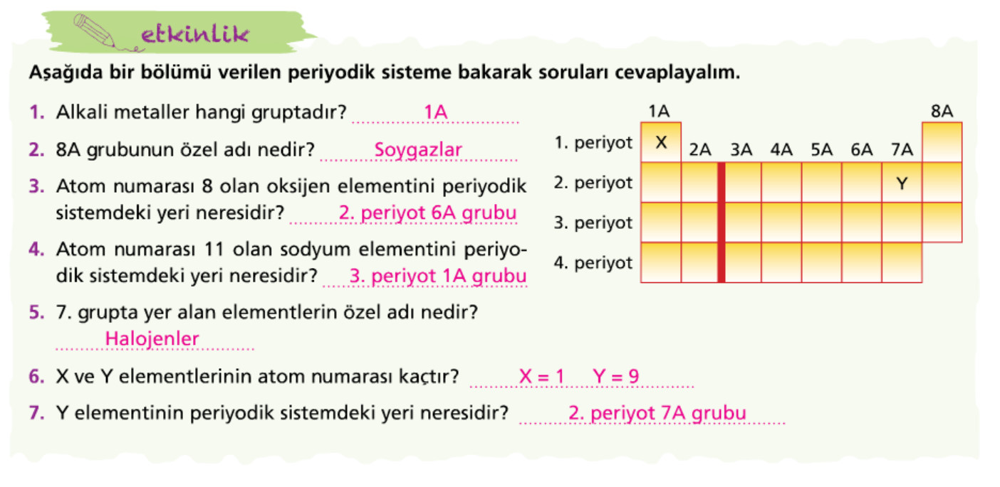 etkinlik
Aşağıda bir bölümü verilen periyodik sisteme bakarak soruları cevaplayalım.
1. Alkali metaller hangi gruptadır? 1A
2. 8A grubunun özel adı nedir? Soygazlar
3. Atom numarası 8 olan oksijen elementini periyodik
sistemdeki yeri neresidir? 2. periyot 6A grubu
4. Atom numarası 11 olan sodyum elementini periyo-
dik sistemdeki yeri neresidir? 3. periyot 1A grubu
5. 7. grupta yer alan elementlerin özel adı nedir?
Halojenler
6. X ve Y elementlerinin atom numarası kaçtır? X = 1 Y = 9
7. Y elementinin periyodik sistemdeki yeri neresidir? 2. periyot 7A grubu
1A 8A
1. periyot X 2A 3A 4A 5A 6A 7A
2. periyot Y
3. periyot
4. periyot